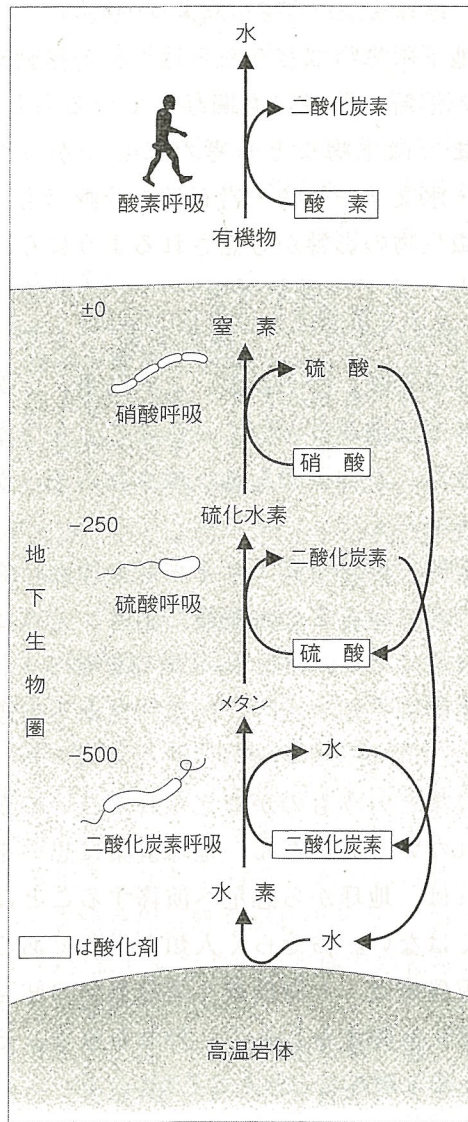 水
二酸化炭素
酸素呼吸
酸　素
有機物
±0
窒　素
硫　酸
硝酸呼吸
硝　酸
硫化水素
-250
二酸化炭素
地下生物圏
硫酸呼吸
硫　酸
メタン
-500
水
二酸化炭素呼吸
二酸化炭素
水　素
水
は酸化剤
高温岩体